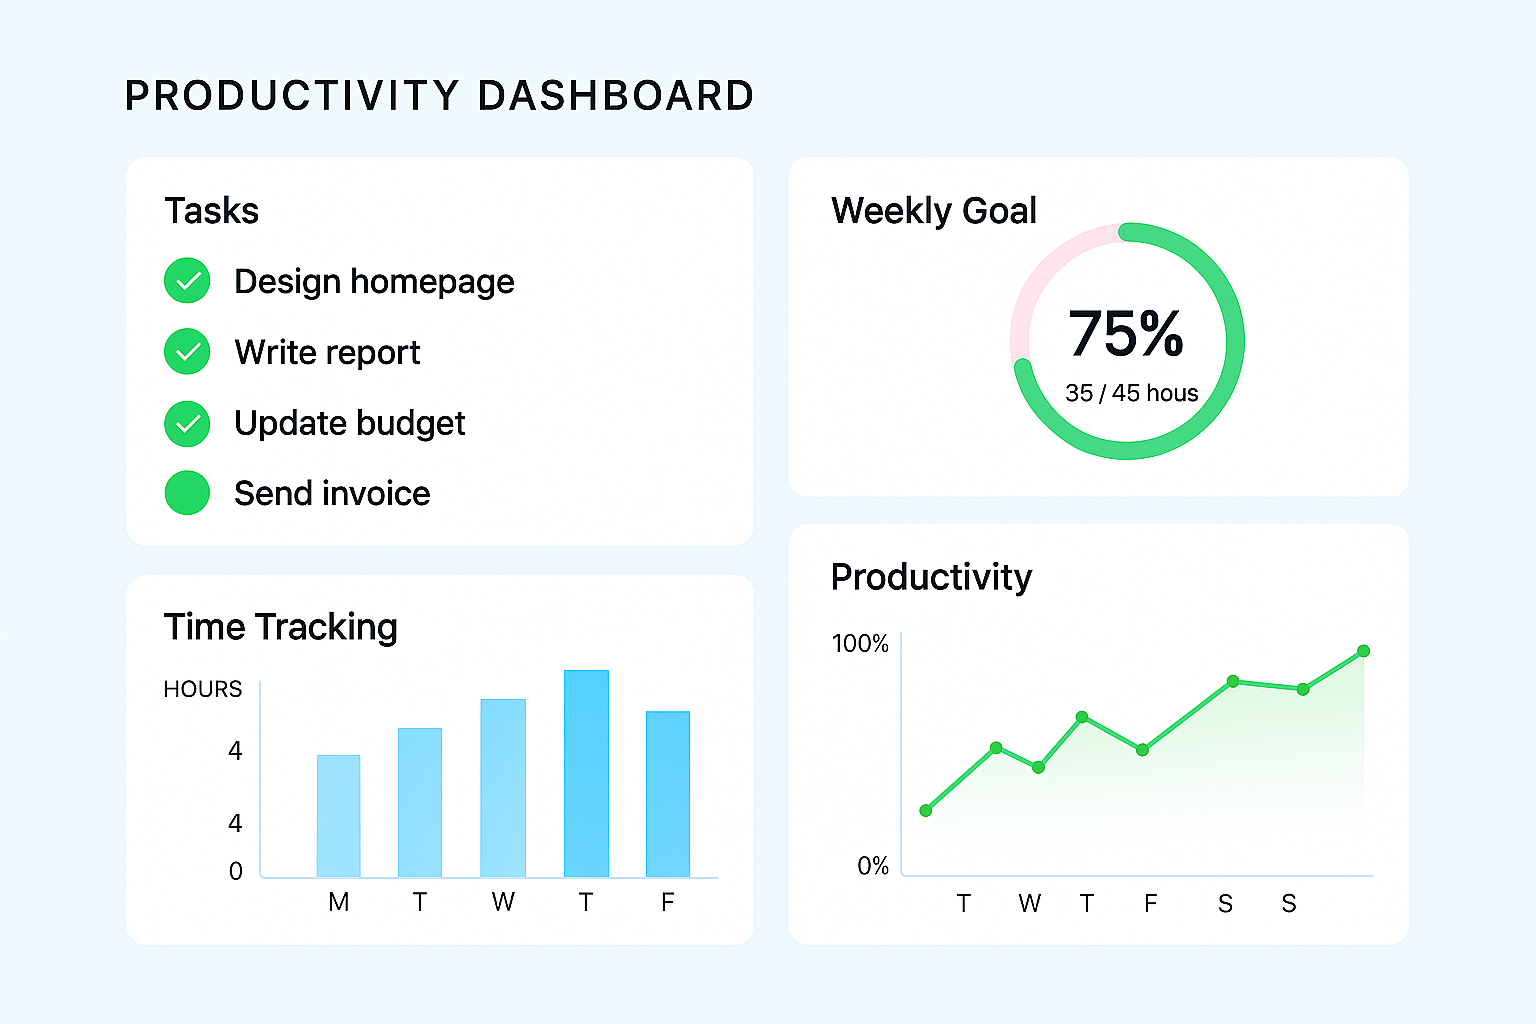 PRODUCTIVITY DASHBOARD
Tasks
Design homepage
Write report
Update budget
Send invoice
Weekly Goal
75%
35 / 45 hous
Time Tracking
HOURS
4
4
0
M T W T F
Productivity
100%
0%
T W T F S S